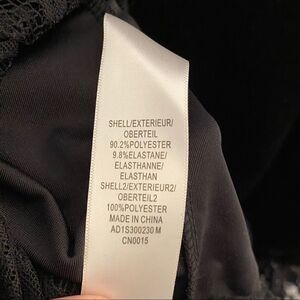 SHELL/EXTERIEUR/
OBERTEIL
90.2%POLYESTER
9.8%ELASTANE/
ELASTHANNE/
ELASTHAN
SHELL2/EXTERIEUR2/
OBERTEIL2
100%POLYESTER
MADE IN CHINA
AD1S300230 M
CN0015